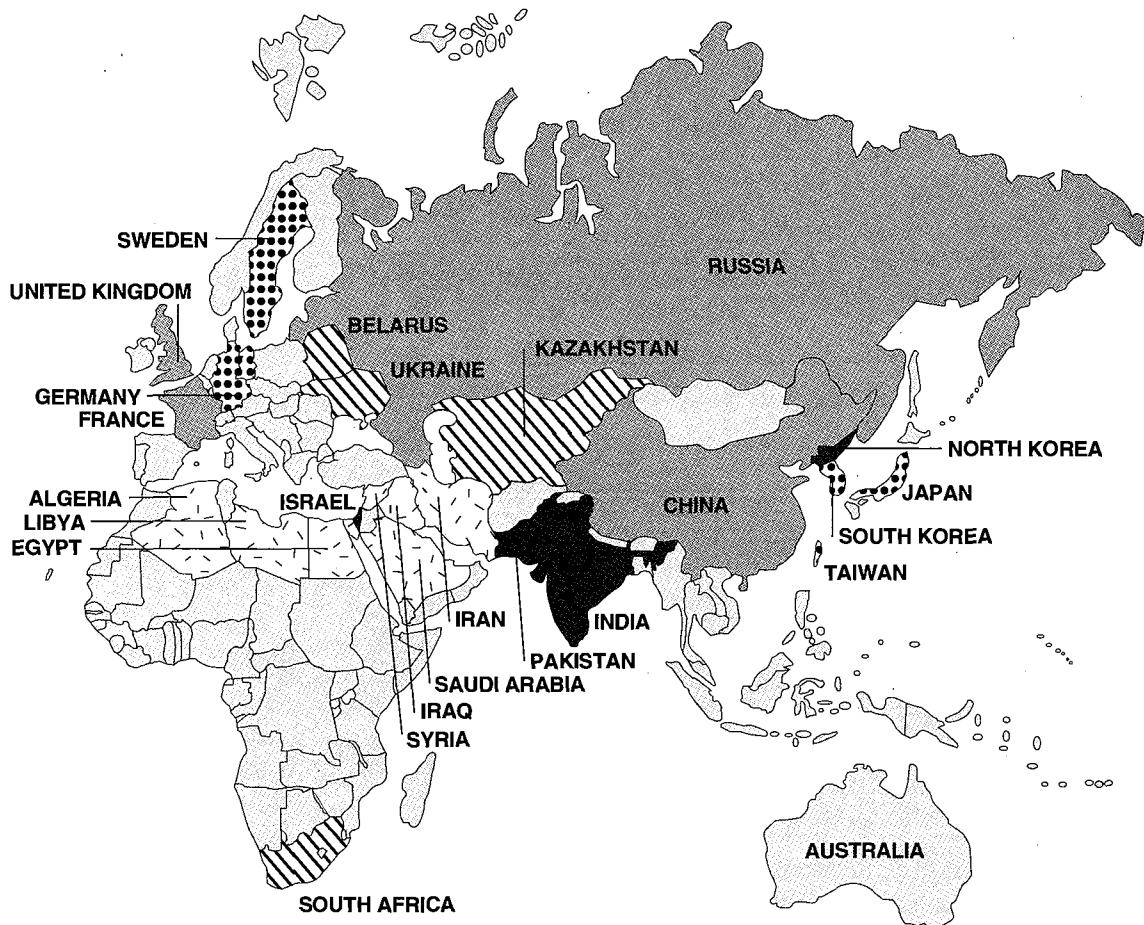 SWEDEN
RUSSIA
UNITED KINGDOM
BELARUS
KAZAKHSTAN
UKRAINE
GERMANY
FRANCE
NORTH KOREA
ALGERIA
ISRAEL
JAPAN
LIBYA
CHINA
SOUTH KOREA
EGYPT
TAIWAN
IRAN
INDIA
PAKISTAN
SAUDI ARABIA
IRAQ
SYRIA
AUSTRALIA
SOUTH AFRICA